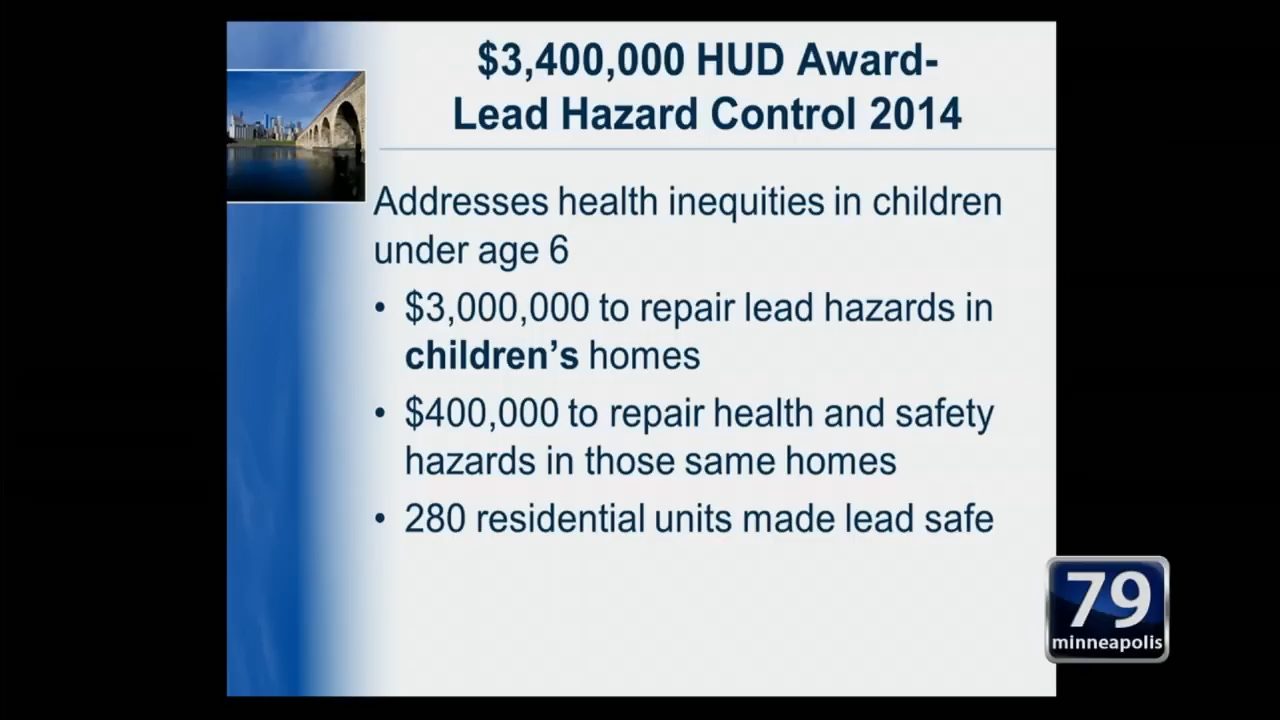 $3,400,000 HUD Award-
Lead Hazard Control 2014
Addresses health inequities in children
under age 6
• $3,000,000 to repair lead hazards in
children’s homes
• $400,000 to repair health and safety
hazards in those same homes
• 280 residential units made lead safe
79
minneapolis